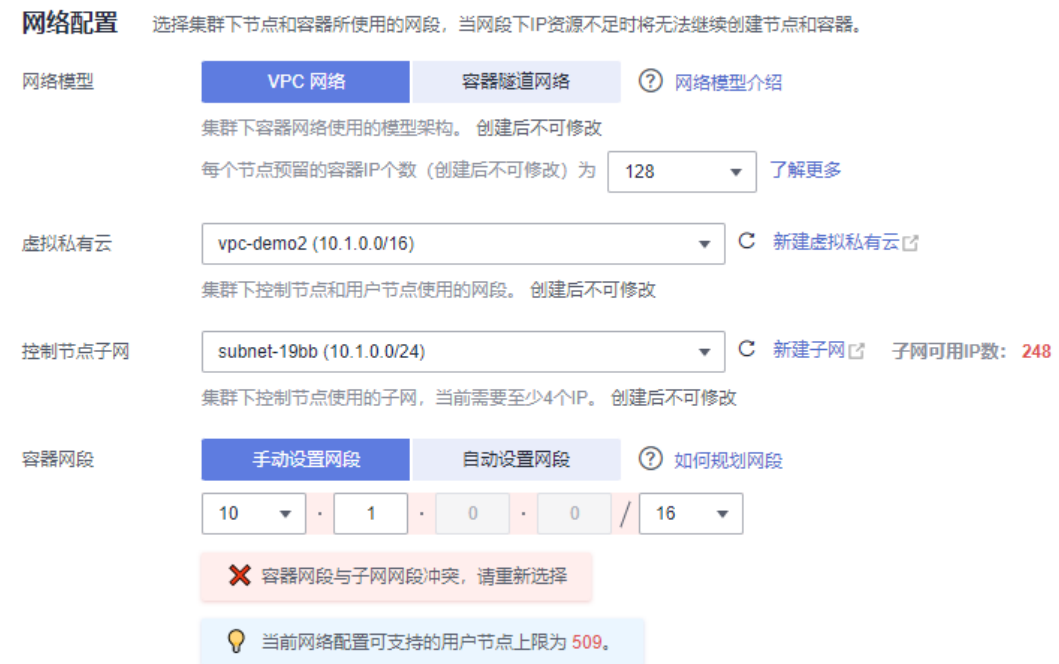 网络配置 选择集群下节点和容器所使用的网段，当网段下IP资源不足时将无法继续创建节点和容器。
网络模型 VPC 网络 容器隧道网络 ? 网络模型介绍
集群下容器网络使用的模型架构。 创建后不可修改
每个节点预留的容器IP个数（创建后不可修改）为 128 了解更多
虚拟私有云 vpc-demo2 (10.1.0.0/16) 新建虚拟私有云
集群下控制节点和用户节点使用的网段。 创建后不可修改
控制节点子网 subnet-19bb (10.1.0.0/24) 新建子网 子网可用IP数： 248
集群下控制节点使用的子网，当前需要至少4个IP。 创建后不可修改
容器网段 手动设置网段 自动设置网段 ? 如何规划网段
10 · 1 · 0 · 0 / 16
容器网段与子网网段冲突，请重新选择
当前网络配置可支持的用户节点上限为 509。